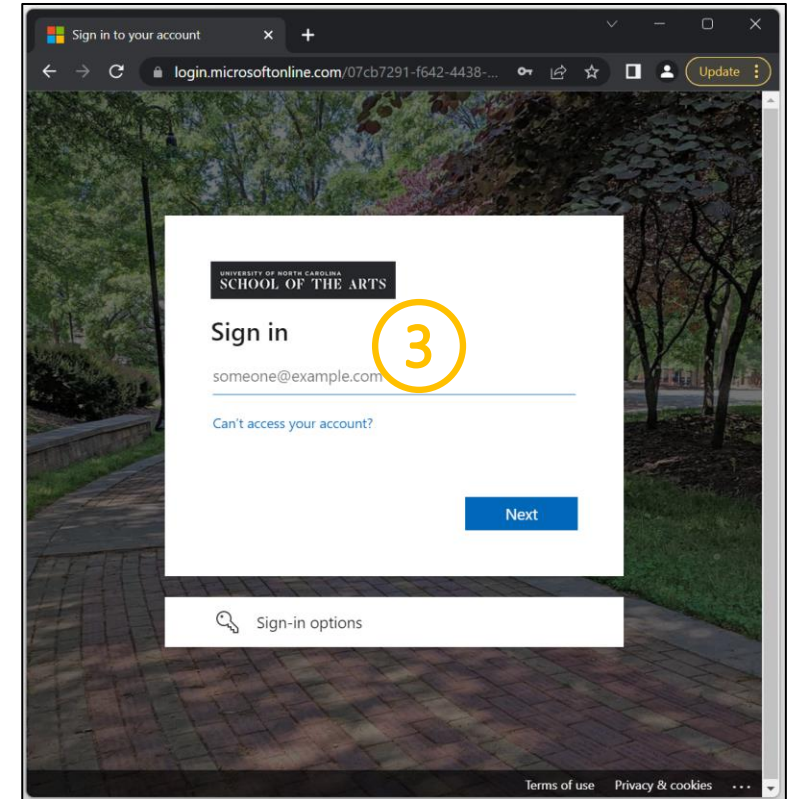 Sign in to your account
login.microsoftonline.com/07cb7291-f642-4438-...
Update
UNIVERSITY OF NORTH CAROLINA
SCHOOL OF THE ARTS
Sign in
3
someone@example.com
Can't access your account?
Next
Sign-in options
Terms of use Privacy & cookies ...